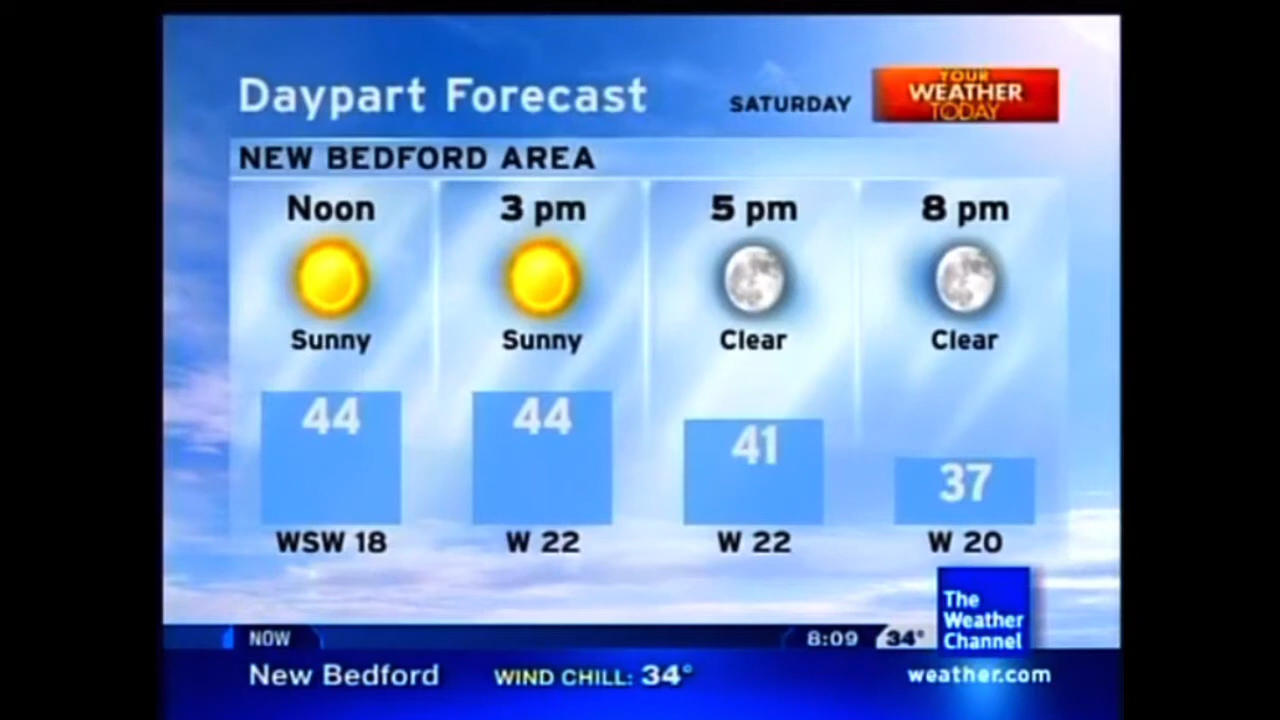 Daypart Forecast
SATURDAY
YOUR
WEATHER
TODAY
NEW BEDFORD AREA
Noon 3 pm 5 pm 8 pm
Sunny Sunny Clear Clear
44 44 41 37
WSW 18 W 22 W 22 W 20
The
Weather
Channel
NOW 8:09 34°
New Bedford WIND CHILL: 34° weather.com